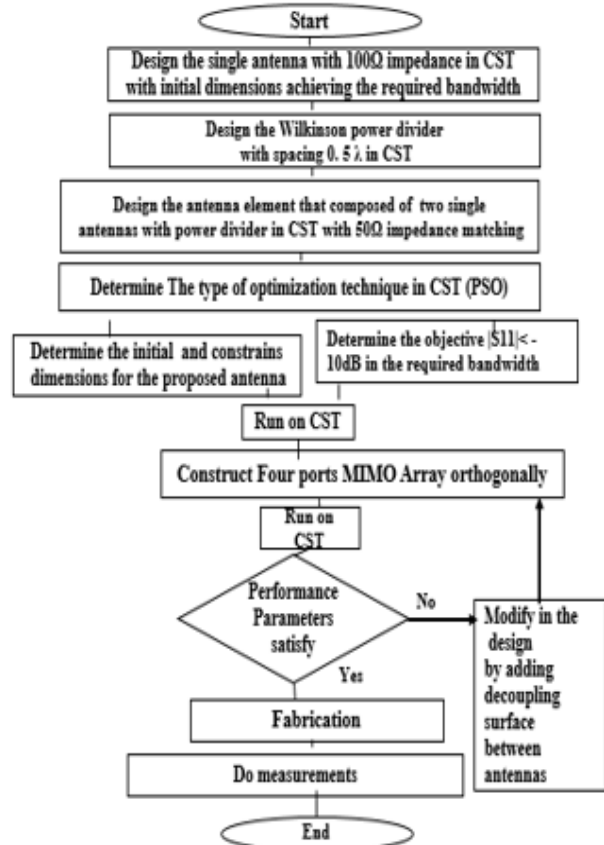 Start
Design the single antenna with 100Ω impedance in CST
with initial dimensions achieving the required bandwidth
Design the Wilkinson power divider
with spacing 0. 5 λ in CST
Design the antenna element that composed of two single
antennas with power divider in CST with 50Ω impedance matching
Determine The type of optimization technique in CST (PSO)
Determine the initial and constrains
dimensions for the proposed antenna
Determine the objective |S11|< -
10dB in the required bandwidth
Run on CST
Construct Four ports MIMO Array orthogonally
Run on
CST
Performance
Parameters
satisfy
No
Yes
Modify in the
design
by adding
decoupling
surface
between
antennas
Fabrication
Do measurements
End